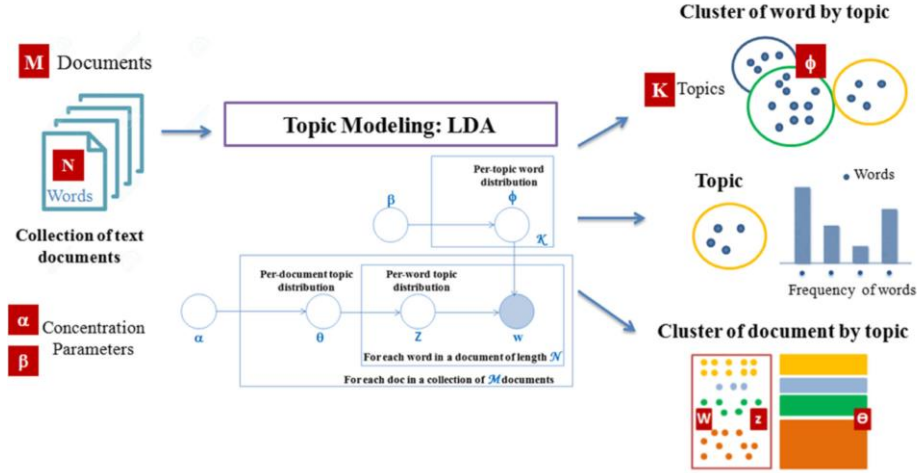 Cluster of word by topic
M Documents
ϕ
K Topics
Topic Modeling: LDA
N
Words
Per-topic word
distribution
Topic
Words
β
ϕ
K
Collection of text
documents
Per-document topic
distribution
Per-word topic
distribution
Frequency of words
α Concentration
Parameters
β
α
θ
Z
w
For each word in a document of length N
For each doc in a collection of M documents
Cluster of document by topic
W
z
Θ